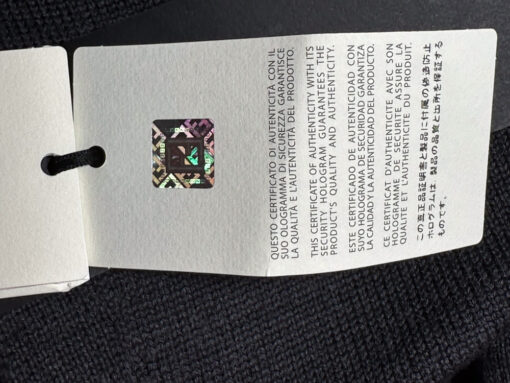 QUESTO CERTIFICATO DI AUTENTICITÀ CON IL
SUO OLOGRAMMA DI SICUREZZA GARANTISCE
LA QUALITÀ E L'AUTENTICITÀ DEL PRODOTTO.
THIS CERTIFICATE OF AUTHENTICITY WITH ITS
SECURITY HOLOGRAM GUARANTEES THE
PRODUCT'S QUALITY AND AUTHENTICITY.
ESTE CERTIFICADO DE AUTENTICIDAD CON
SUYO HOLOGRAMA DE SEGURIDAD GARANTIZA
LA CALIDAD Y LA AUTENTICIDAD DEL PRODUCTO.
CE CERTIFICAT D'AUTHENTICITE AVEC SON
HOLOGRAMME DE SECURITE ASSURE LA
QUALITE ET L'AUTHENTICITE DU PRODUIT.
この真正品証明書と製品に付属の偽造防止
ホログラムは、製品の品質と出所を保証する
ものです。